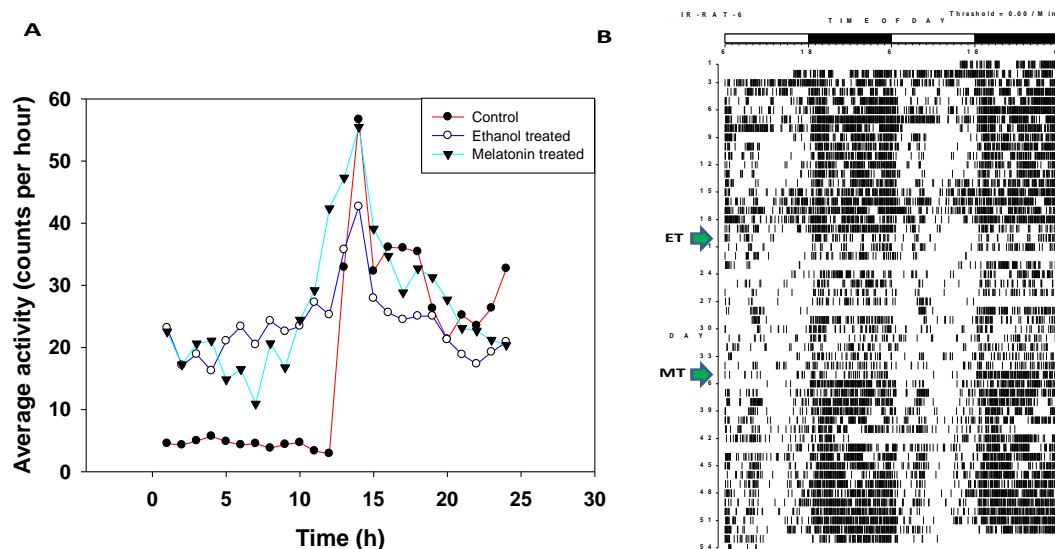 A
Average activity (counts per hour)
60
50
40
30
20
10
0
Control
Ethanol treated
Melatonin treated
0 5 10 15 20 25 30
Time (h)
B
IR-RAT-6 TIME OF DAY Threshold = 0.00 / Min
6 18 6 18
1
3
6
9
12
15
18
ET
24
27
30
DAY
33
MT
39
42
45
48
51
54